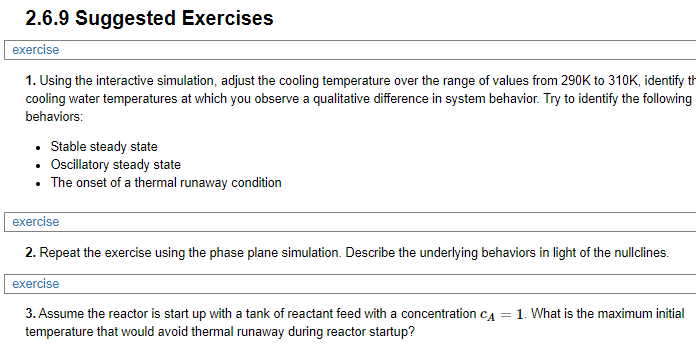 2.6.9 Suggested Exercises
exercise
1. Using the interactive simulation, adjust the cooling temperature over the range of values from 290K to 310K, identify th
cooling water temperatures at which you observe a qualitative difference in system behavior. Try to identify the following
behaviors:
• Stable steady state
• Oscillatory steady state
• The onset of a thermal runaway condition
exercise
2. Repeat the exercise using the phase plane simulation. Describe the underlying behaviors in light of the nullclines.
exercise
3. Assume the reactor is start up with a tank of reactant feed with a concentration c_A = 1. What is the maximum initial
temperature that would avoid thermal runaway during reactor startup?